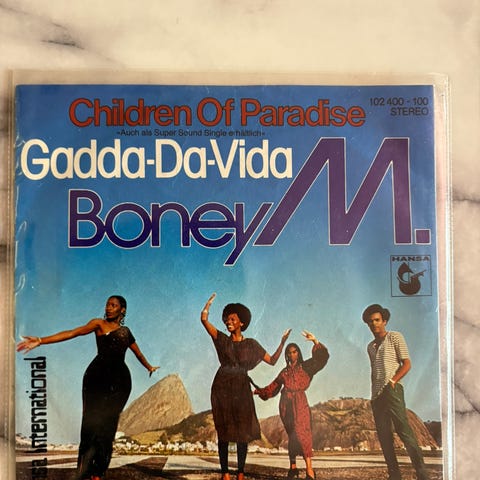 Children Of Paradise
102 400-100
STEREO
»Auch als Super Sound Single erhältlich«
Gadda-Da-Vida
Boney M.
HANSA
International